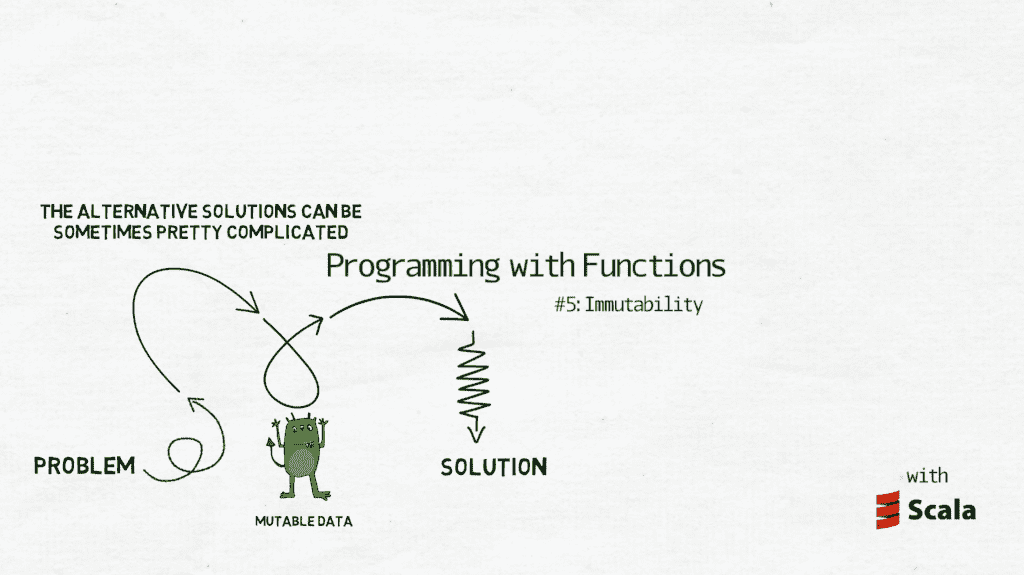 THE ALTERNATIVE SOLUTIONS CAN BE
SOMETIMES PRETTY COMPLICATED
Programming with Functions
#5: Immutability
PROBLEM
SOLUTION
MUTABLE DATA
with
Scala